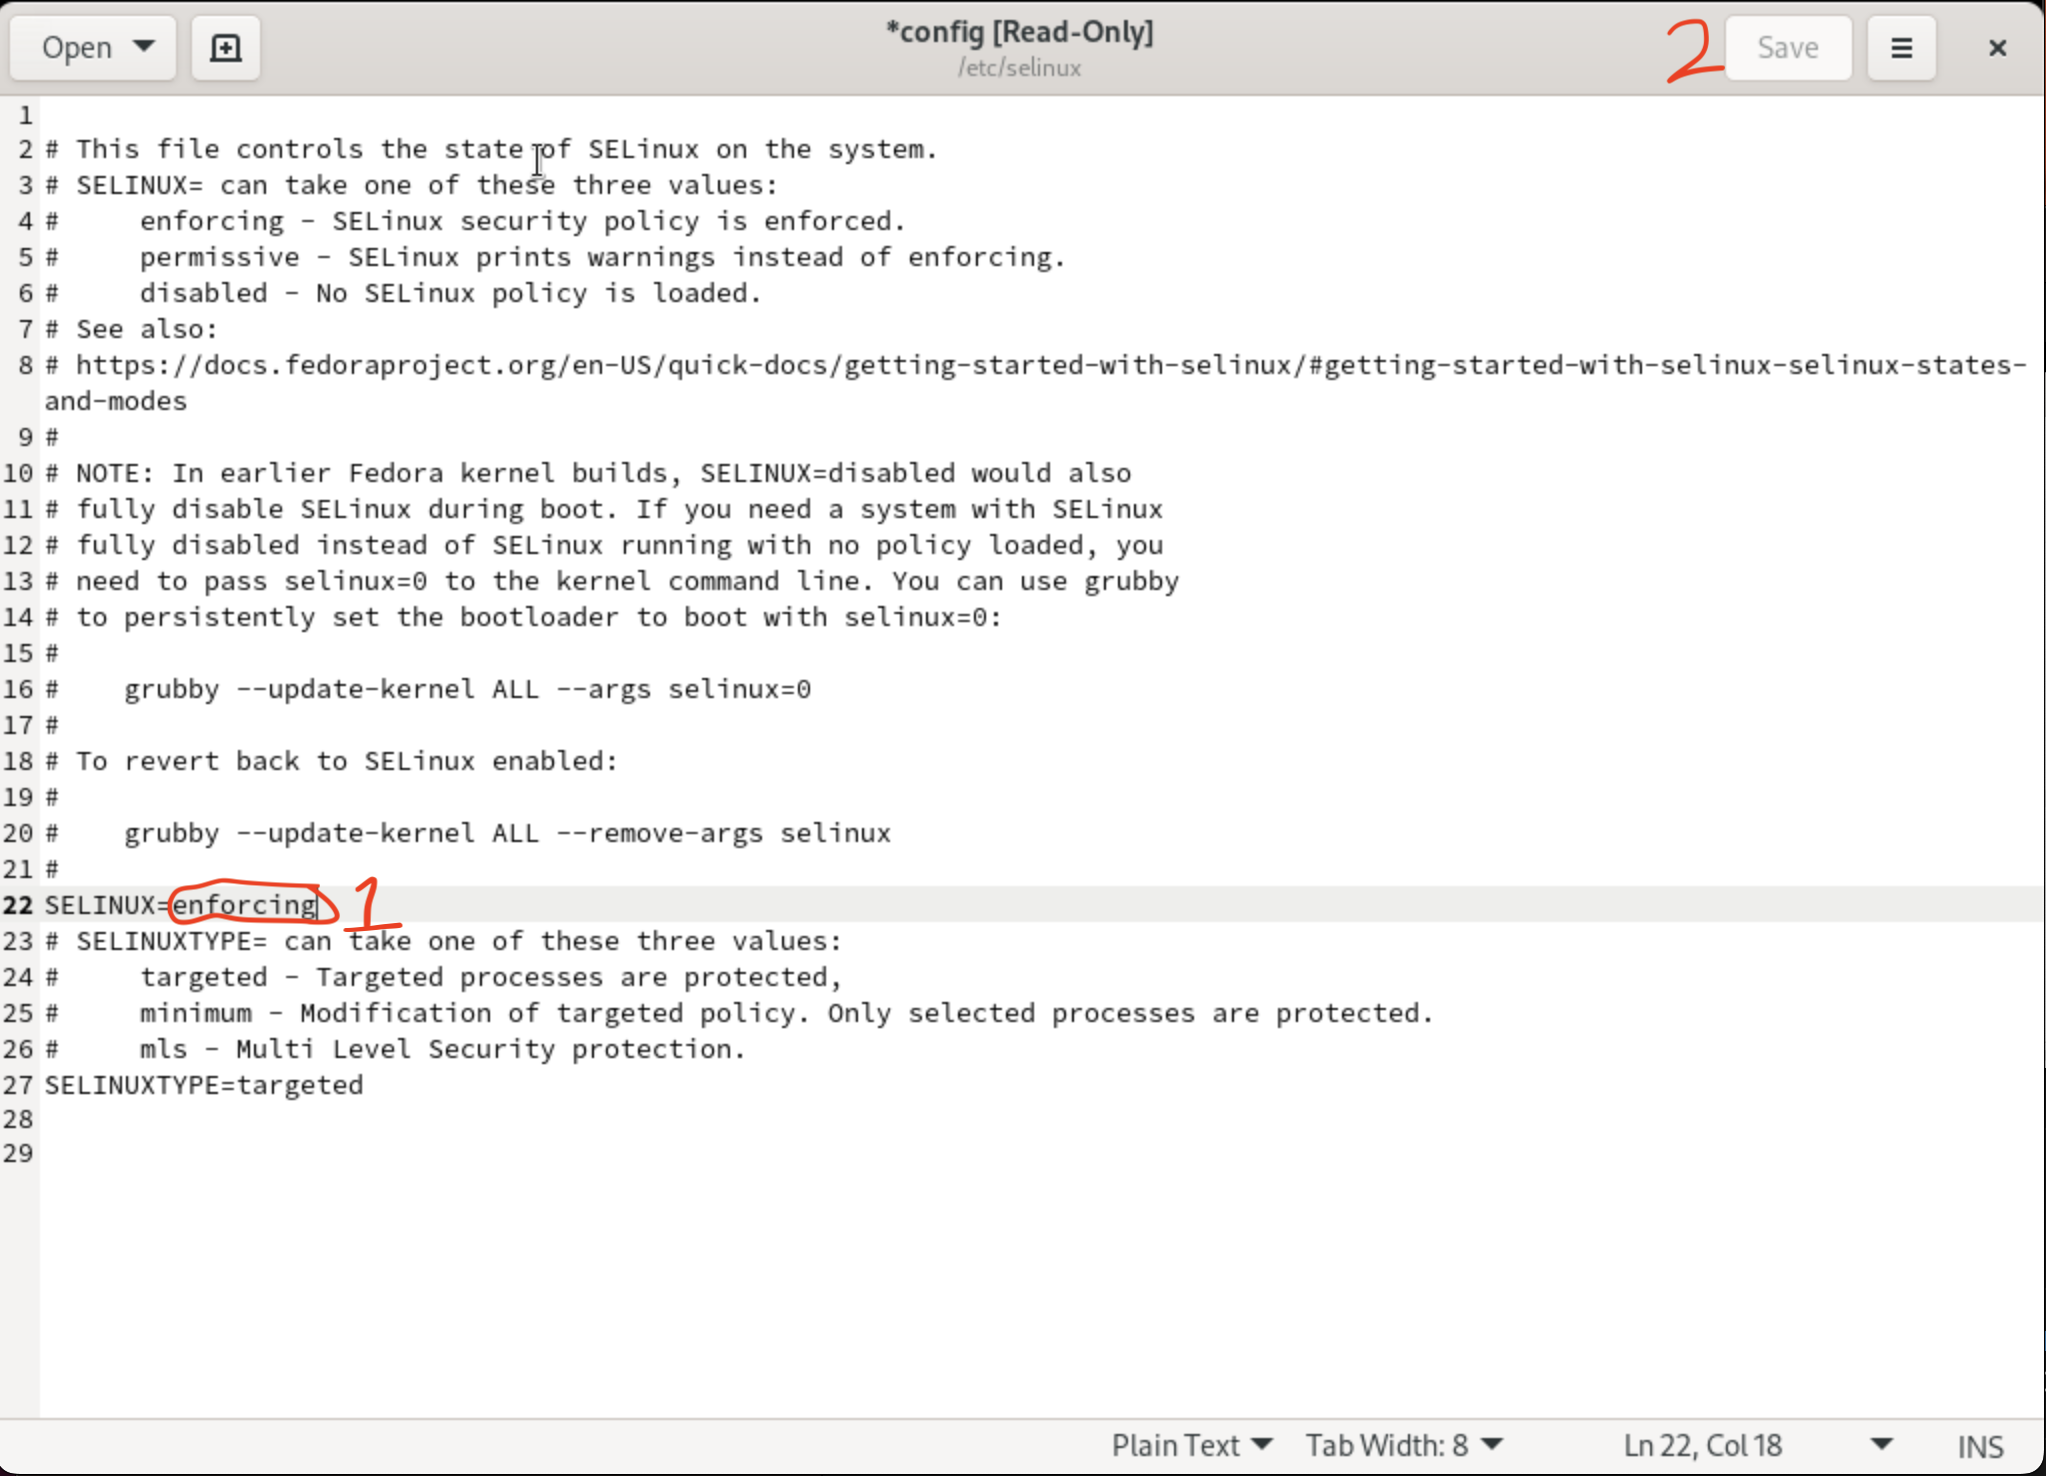 Open
*config [Read-Only]
/etc/selinux
2
Save
1
2 # This file controls the state of SELinux on the system.
3 # SELINUX= can take one of these three values:
4 #     enforcing - SELinux security policy is enforced.
5 #     permissive - SELinux prints warnings instead of enforcing.
6 #     disabled - No SELinux policy is loaded.
7 # See also:
8 # https://docs.fedoraproject.org/en-US/quick-docs/getting-started-with-selinux/#getting-started-with-selinux-selinux-states-
and-modes
9 #
10 # NOTE: In earlier Fedora kernel builds, SELINUX=disabled would also
11 # fully disable SELinux during boot. If you need a system with SELinux
12 # fully disabled instead of SELinux running with no policy loaded, you
13 # need to pass selinux=0 to the kernel command line. You can use grubby
14 # to persistently set the bootloader to boot with selinux=0:
15 #
16 #    grubby --update-kernel ALL --args selinux=0
17 #
18 # To revert back to SELinux enabled:
19 #
20 #    grubby --update-kernel ALL --remove-args selinux
21 #
22 SELINUX=enforcing 1
23 # SELINUXTYPE= can take one of these three values:
24 #     targeted - Targeted processes are protected,
25 #     minimum - Modification of targeted policy. Only selected processes are protected.
26 #     mls - Multi Level Security protection.
27 SELINUXTYPE=targeted
28
29
Plain Text
Tab Width: 8
Ln 22, Col 18
INS